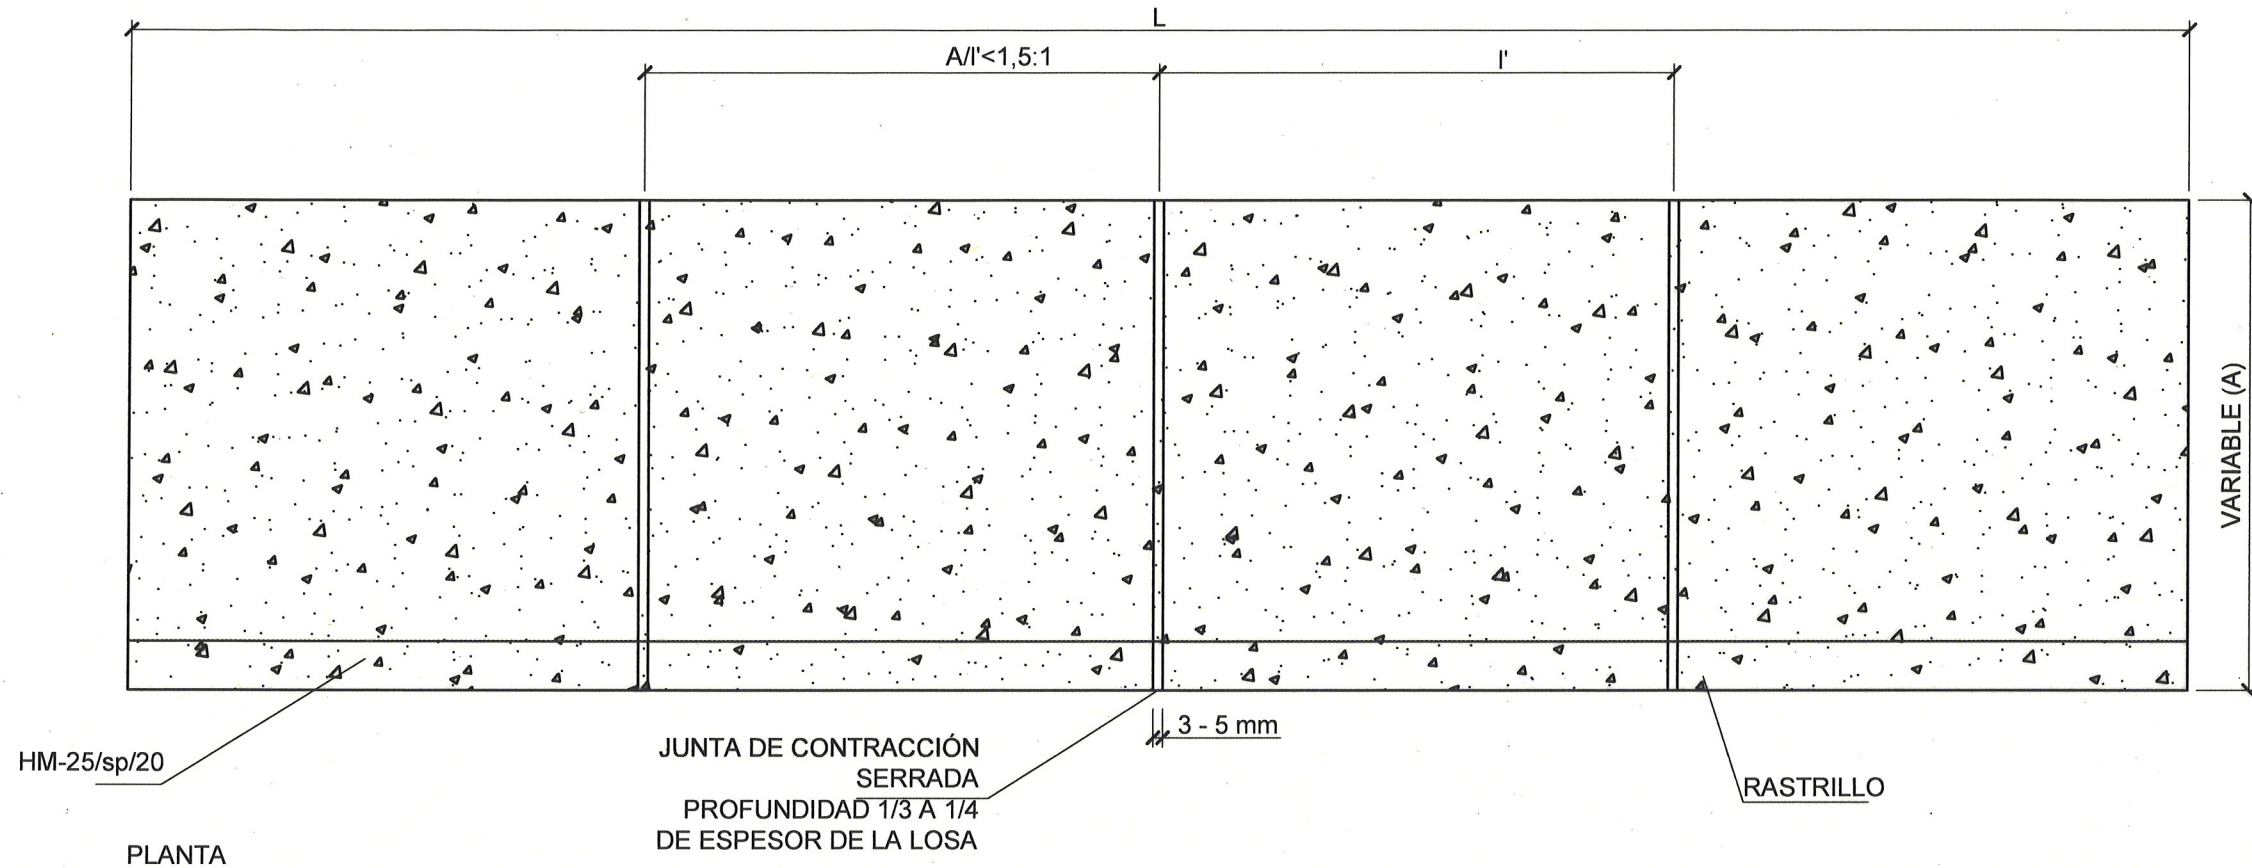 L
A/l'<1,5:1
l'
VARIABLE (A)
3 - 5 mm
JUNTA DE CONTRACCIÓN
SERRADA
PROFUNDIDAD 1/3 A 1/4
DE ESPESOR DE LA LOSA
HM-25/sp/20
RASTRILLO
PLANTA